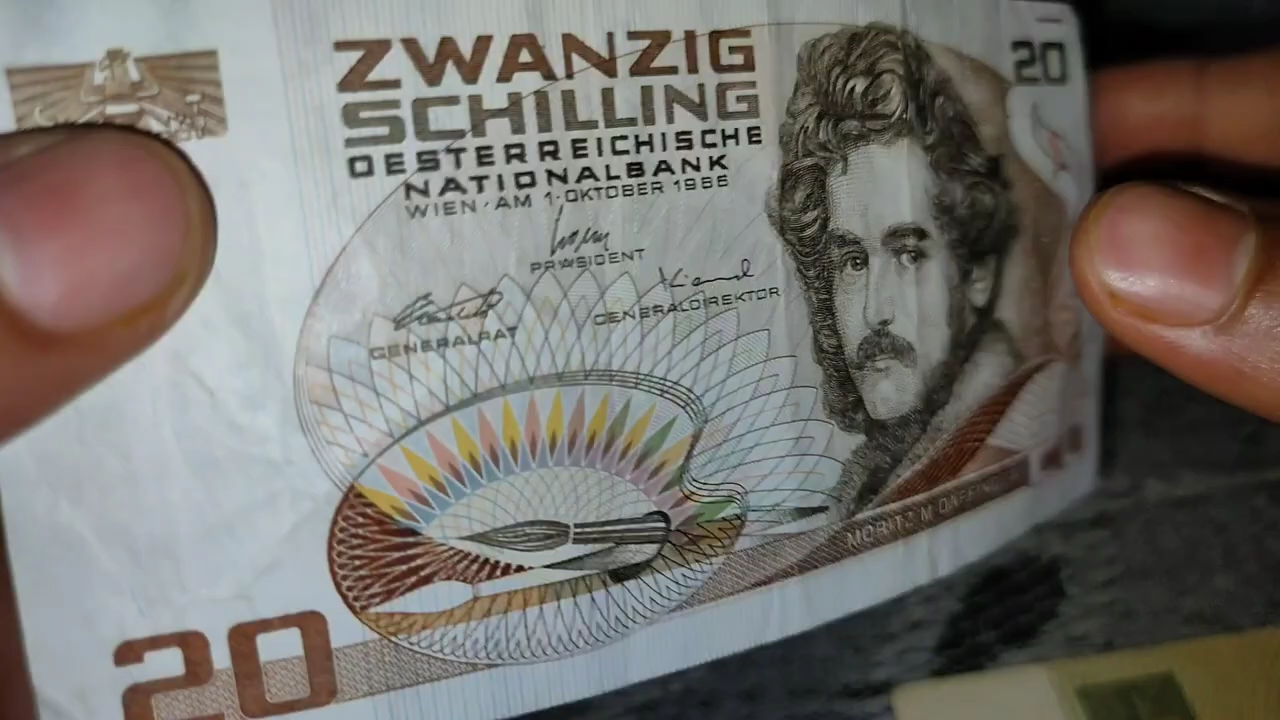 ZWANZIG
SCHILLING
OESTERREICHISCHE
NATIONALBANK
WIEN·AM 1·OKTOBER 1986
PRÄSIDENT
GENERALRAT
GENERALDIREKTOR
20
MORITZ M DAFFINGER
20